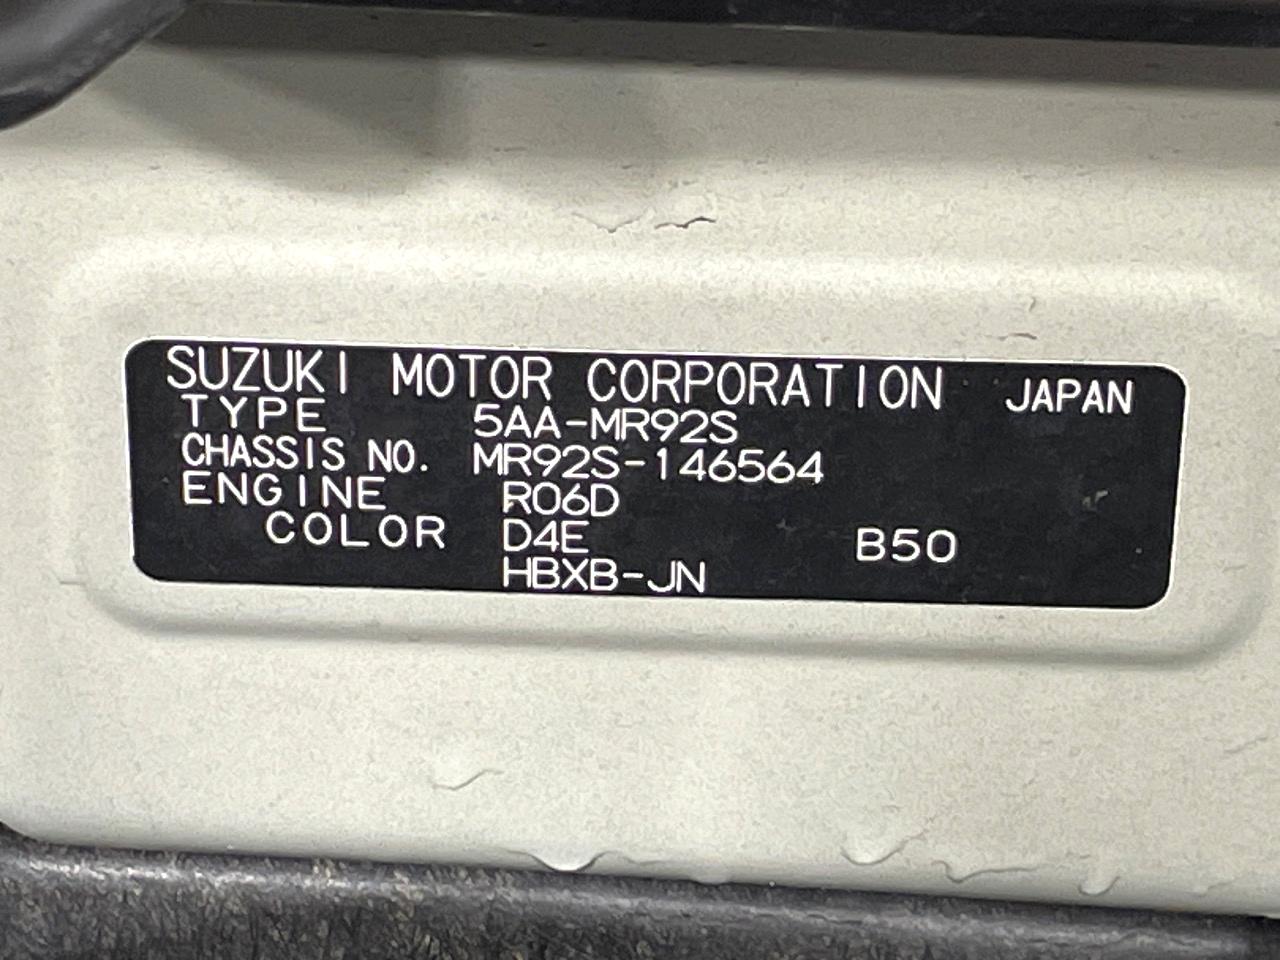 SUZUKI MOTOR CORPORATION JAPAN
TYPE 5AA-MR92S
CHASSIS NO. MR92S-146564
ENGINE R06D
COLOR D4E B50
HBXB-JN